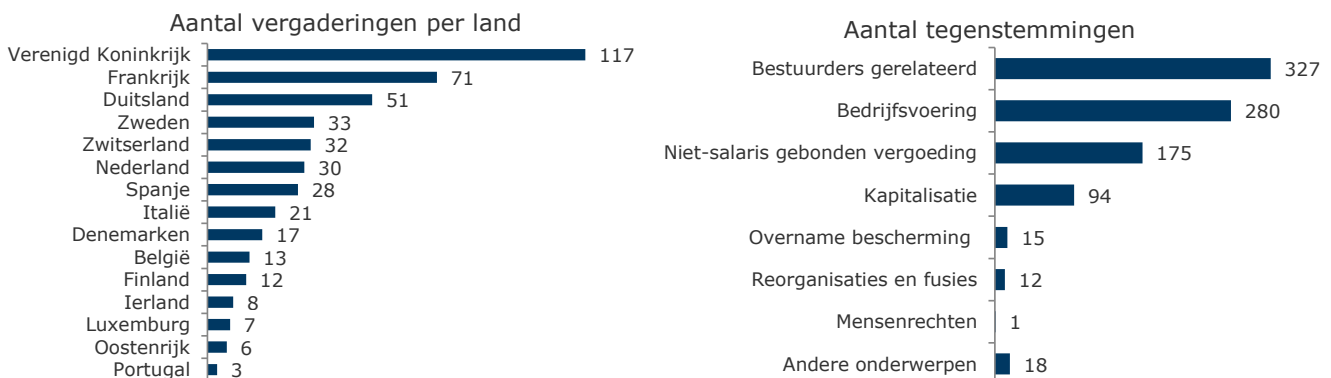 Aantal vergaderingen per land
Verenigd Koninkrijk 117
Frankrijk 71
Duitsland 51
Zweden 33
Zwitserland 32
Nederland 30
Spanje 28
Italië 21
Denemarken 17
België 13
Finland 12
Ierland 8
Luxemburg 7
Oostenrijk 6
Portugal 3
Aantal tegenstemmingen
Bestuurders gerelateerd 327
Bedrijfsvoering 280
Niet-salaris gebonden vergoeding 175
Kapitalisatie 94
Overname bescherming 15
Reorganisaties en fusies 12
Mensenrechten 1
Andere onderwerpen 18